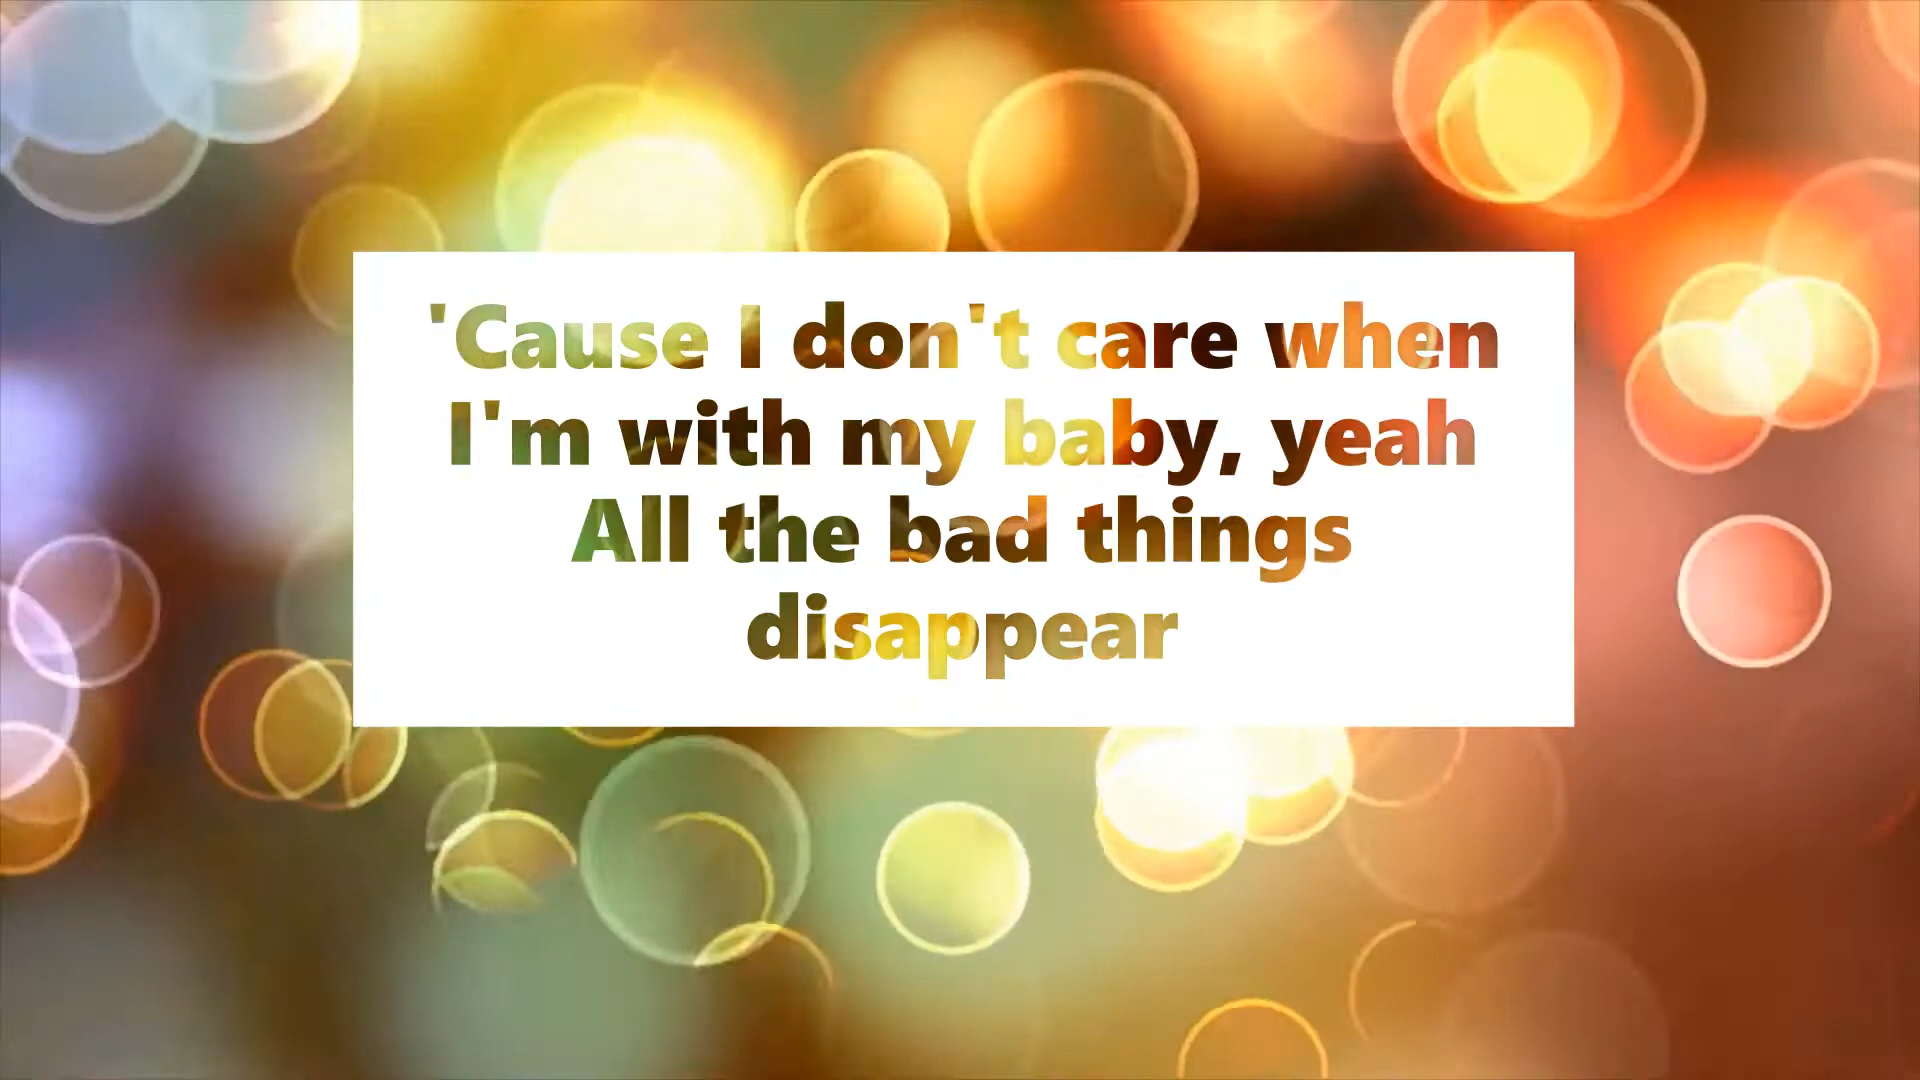 'Cause I don't care when
I'm with my baby, yeah
All the bad things
disappear